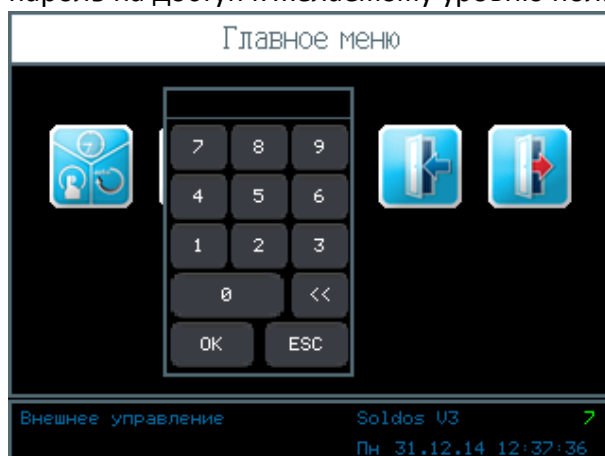 Главное меню
7 8 9
4 5 6
1 2 3
0 <<
OK ESC
Внешнее управление Soldos V3 7
Пн 31.12.14 12:37:36